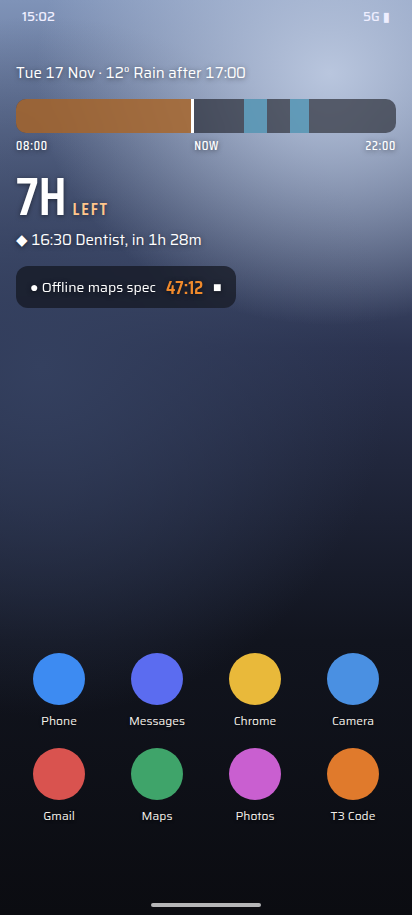 15:02 5G
Tue 17 Nov · 12° Rain after 17:00
08:00 NOW 22:00
7H LEFT
◆ 16:30 Dentist, in 1h 28m
● Offline maps spec 47:12 ■
Phone Messages Chrome Camera
Gmail Maps Photos T3 Code